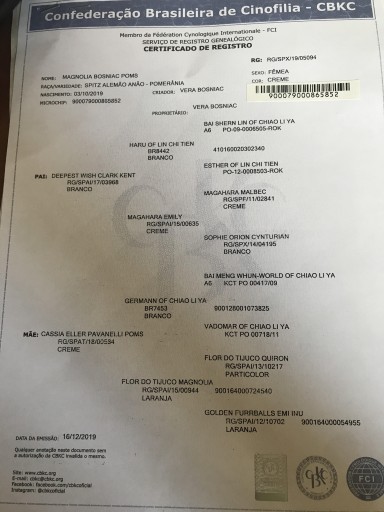 Confederação Brasileira de Cinofilia - CBKC
Membro da Fédération Cynologique Internationale - FCI
SERVIÇO DE REGISTRO GENEALÓGICO
CERTIFICADO DE REGISTRO
RG: RG/SPX/19/05094
NOME: MAGNOLIA BOSNIAC POMS
SEXO: FÊMEA
RAÇA/VARIEDADE: SPITZ ALEMÃO ANÃO - POMERÂNIA
COR: CREME
NASCIMENTO: 03/10/2019
CRIADOR: VERA BOSNIAC
MICROCHIP: 900079000865852
900079000865852
PROPRIETÁRIO: VERA BOSNIAC
BAI SHERN LIN OF CHIAO LI YA
A6 PO-09-0006505-ROK
HARU OF LIN CHI TEN
BR8442 410160020302340
BRANCO
ESTHER OF LIN CHI TEN
PO-12-0008503-ROK
PAI: DEEPEST WISH CLARK KENT
RG/SPAI/17/03968
BRANCO
MAGAHARA MALBEC
RG/SPF/11/02841
CREME
MAGAHARA EMILY
RG/SPAI/15/00635
CREME
SOPHIE ORION CYNTURIAN
RG/SPX/14/04195
BRANCO
BAI MENG WHUN-WORLD OF CHIAO LI YA
A6 KCT PO 00417/09
GERMANN OF CHIAO LI YA
BR7453 900128001073825
BRANCO
VADOMAR OF CHIAO LI YA
KCT PO 00718/11
MÃE: CASSIA ELLER PAVANELLI POMS
RG/SPAT/18/00594
CREME
FLOR DO TIJUCO QUIRON
RG/SPAI/13/10217
PARTICOLOR
FLOR DO TIJUCO MAGNOLIA
RG/SPAI/15/00944 900164000724540
LARANJA
GOLDEN FURRBALLS EMI INU
RG/SPAI/12/10702 900164000054955
LARANJA
DATA DA EMISSÃO: 16/12/2019
Qualquer anotação neste documento sem
a autorização da CBKC invalida o mesmo.
Site: www.cbkc.org
E-mail: cbkc@cbkc.org
Facebook: facebook.com/cbkcoficial
Instagram: @cbkcoficial
FCI